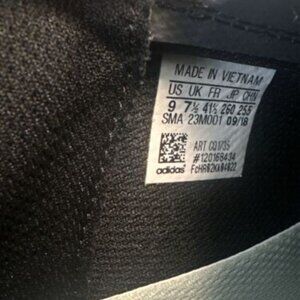 MADE IN VIETNAM
US UK FR JP CHN
9 7½ 41⅓ 260 255
SMA 23M001 09/18
ART CQ1735
#120168434
adidas